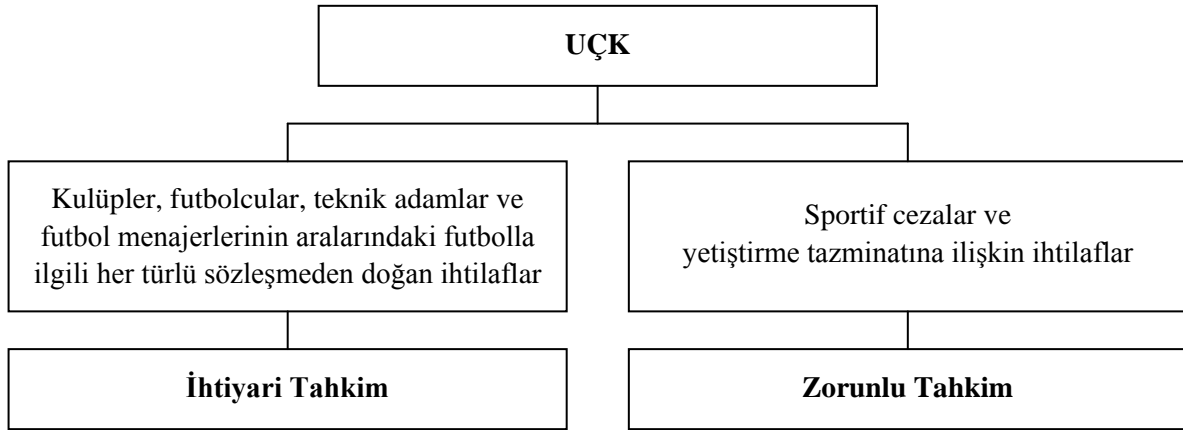 UÇK
Kulüpler, futbolcular, teknik adamlar ve
futbol menajerlerinin aralarındaki futbolla
ilgili her türlü sözleşmeden doğan ihtilaflar
Sportif cezalar ve
yetiştirme tazminatına ilişkin ihtilaflar
İhtiyari Tahkim
Zorunlu Tahkim